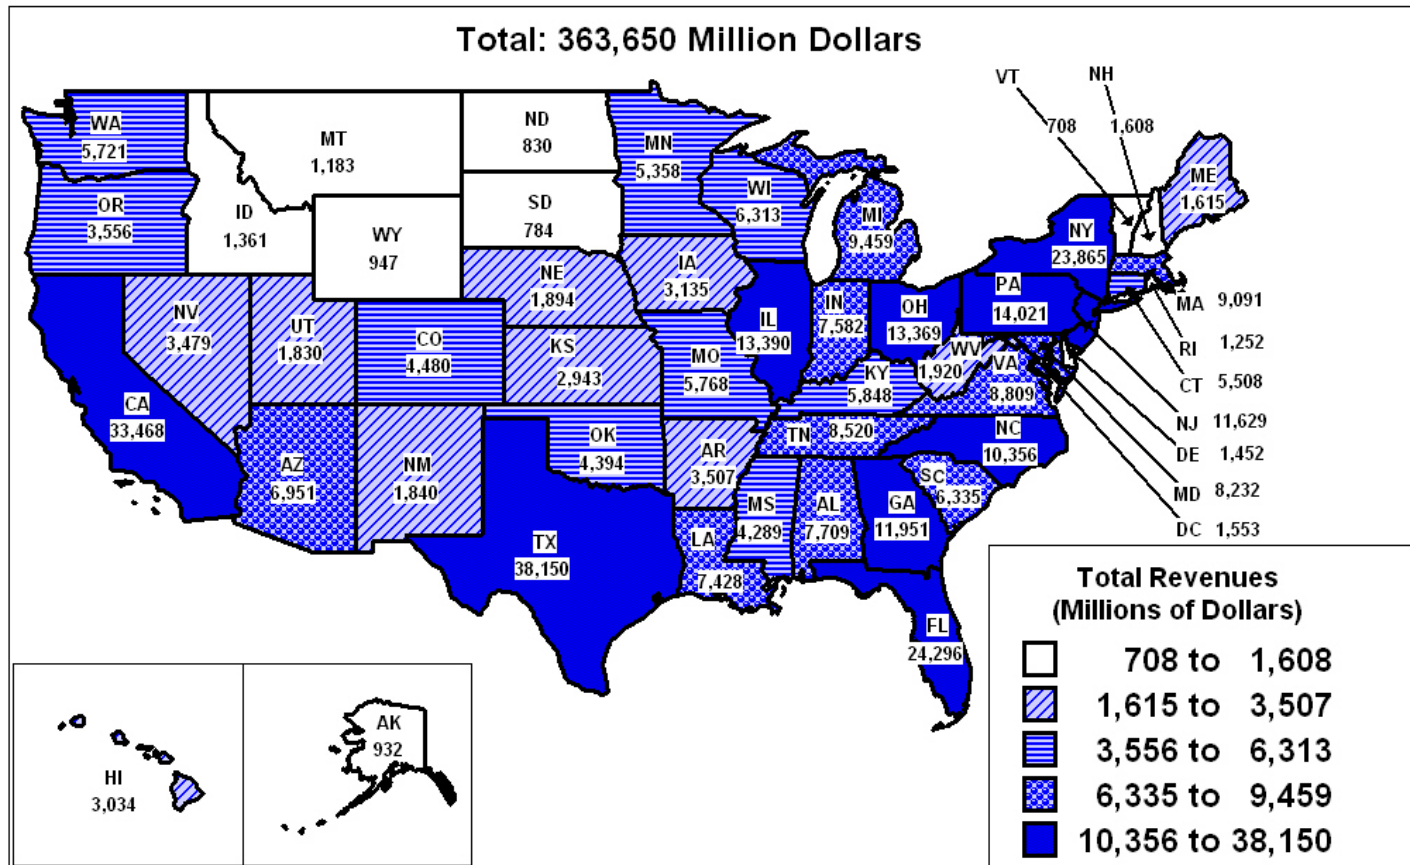 Total: 363,650 Million Dollars
VT
NH
708
1,608
WA
5,721
MT
1,183
ND
830
MN
5,358
ME
1,615
OR
3,556
ID
1,361
WY
947
SD
784
WI
6,313
MI
9,459
NY
23,865
NE
1,894
IA
3,135
PA
14,021
MA 9,091
NV
3,479
UT
1,830
CO
4,480
KS
2,943
MO
5,768
IL
13,390
IN
7,582
OH
13,369
WV
1,920
VA
8,809
RI 1,252
KY
5,848
CT 5,508
CA
33,468
NJ 11,629
TN 8,520
NC
10,356
DE 1,452
AZ
6,951
NM
1,840
OK
4,394
AR
3,507
SC
6,335
MD 8,232
MS
4,289
AL
7,709
GA
11,951
DC 1,553
TX
38,150
LA
7,428
FL
24,296
HI
3,034
AK
932
Total Revenues
(Millions of Dollars)
708 to 1,608
1,615 to 3,507
3,556 to 6,313
6,335 to 9,459
10,356 to 38,150